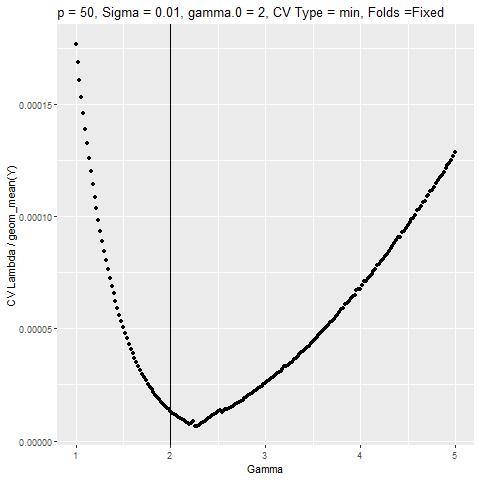 p = 50, Sigma = 0.01, gamma.0 = 2, CV Type = min, Folds =Fixed
CV Lambda / geom_mean(Y)
0.00015
0.00010
0.00005
0.00000
1 2 3 4 5
Gamma